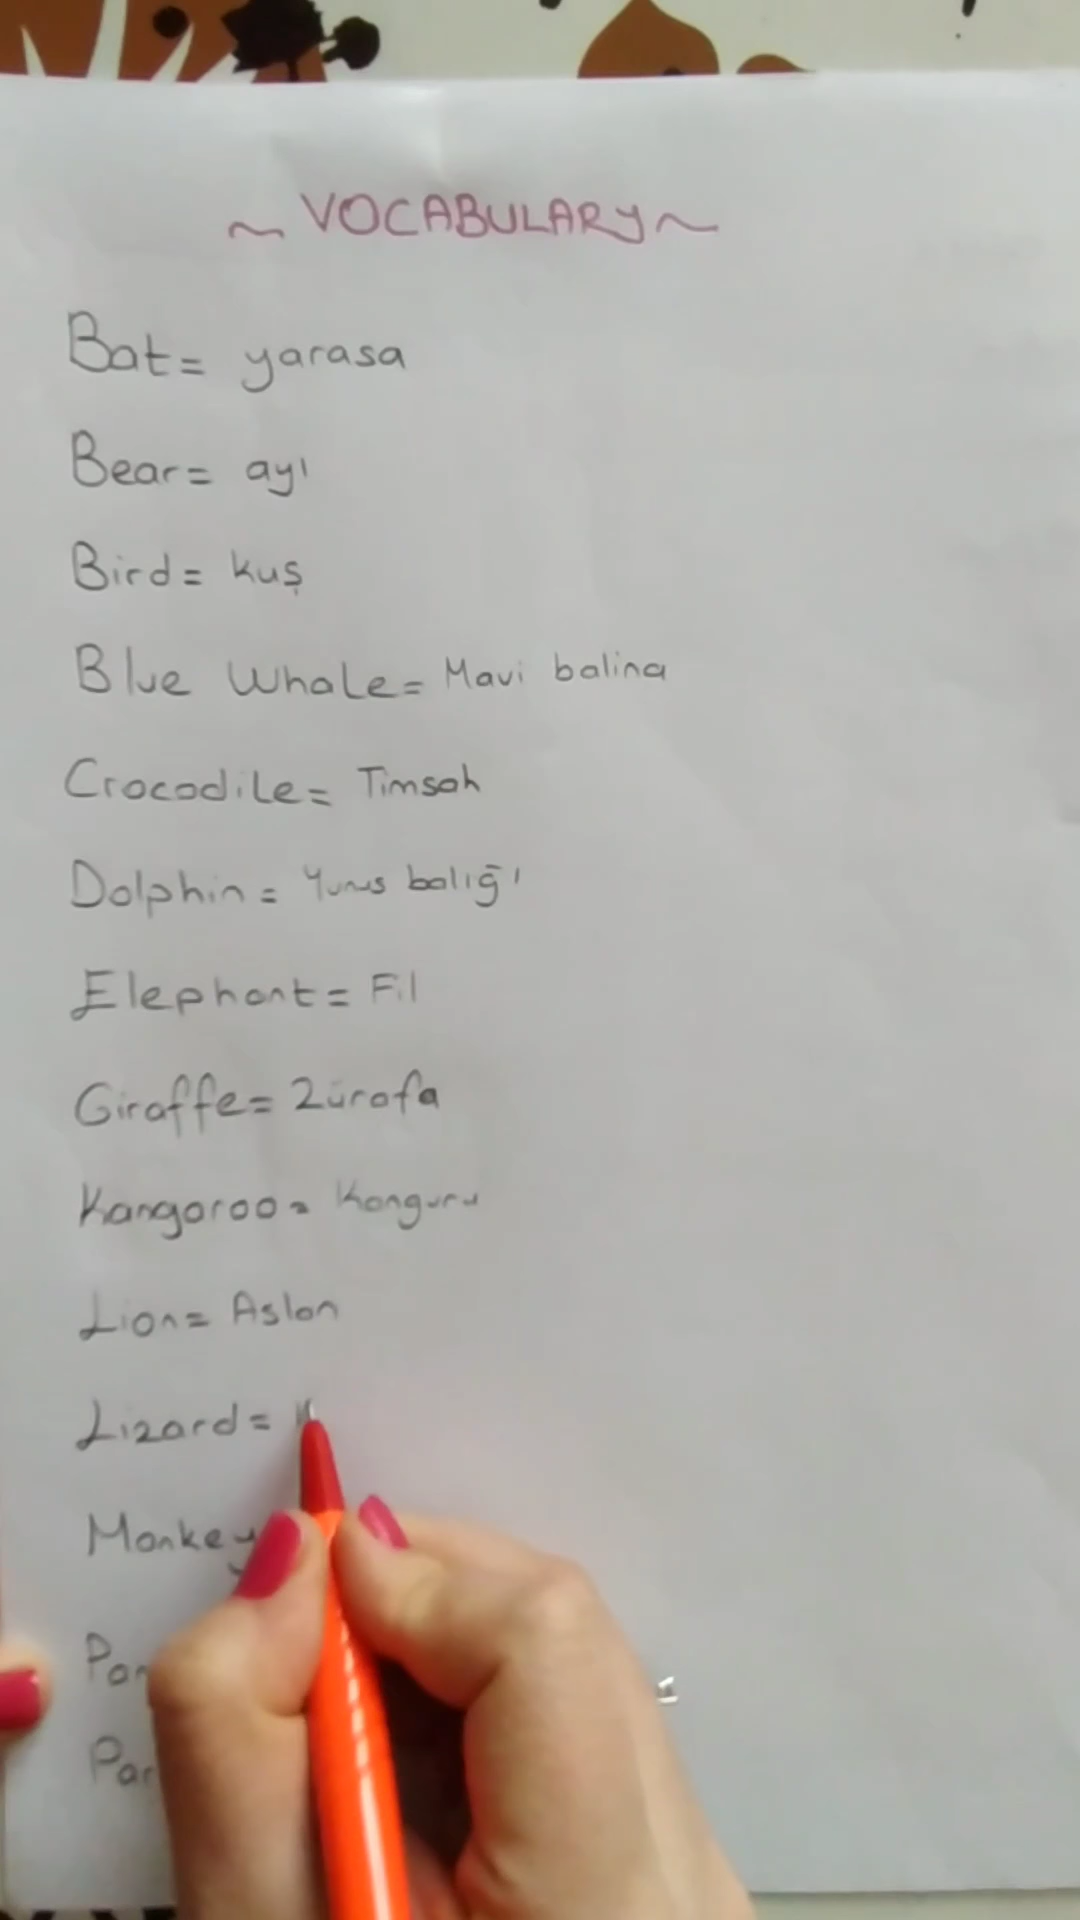 ~ VOCABULARY ~
Bat = yarasa
Bear = ayı
Bird = kuş
Blue Whale = Mavi balina
Crocodile = Timsah
Dolphin = Yunus balığı
Elephant = Fil
Giraffe = Zürafa
Kangaroo = Kanguru
Lion = Aslan
Lizard =
Monkey